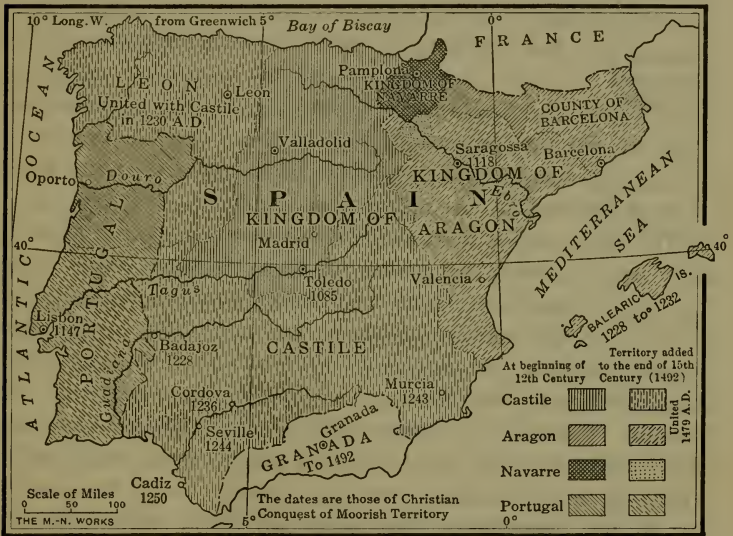 10° Long. W. from Greenwich 5°
Bay of Biscay
0°
FRANCE
Pamplona
KINGDOM OF
NAVARRE
LEON
United with Castile
in 1230 A.D.
Leon
COUNTY OF
BARCELONA
Valladolid
Saragossa
1118
Barcelona
OCEAN
Oporto
Douro
SPAIN
KINGDOM OF
ARAGON
Ebro
KINGDOM OF
Madrid
MEDITERRANEAN
SEA
40°
40°
PORTUGAL
Tagus
Toledo
1085
Valencia
BALEARIC IS.
1228 to 1232
Lisbon
1147
ATLANTIC
Badajoz
1228
CASTILE
Guadiana
Cordova
1236
Murcia
1243
Seville
1244
Granada
GRANADA
To 1492
Cadiz
1250
At beginning of
12th Century
Territory added
to the end of 15th
Century (1492)
Castile
Aragon
United
1479 A.D.
Navarre
Portugal
Scale of Miles
0 50 100
THE M.-N. WORKS
The dates are those of Christian
Conquest of Moorish Territory
5°
0°